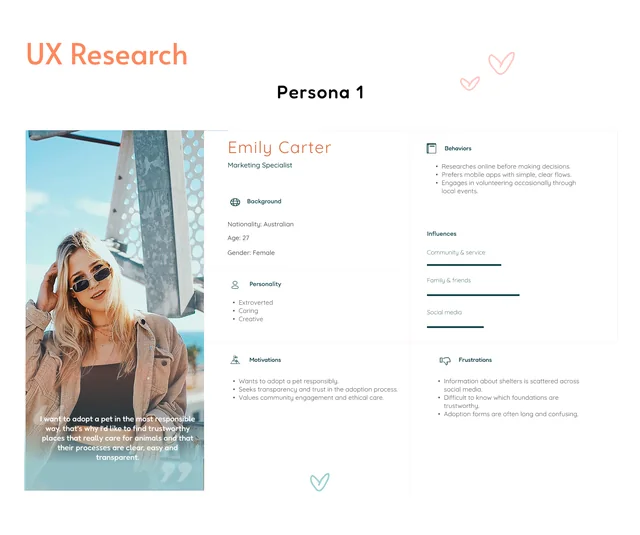 UX Research
Persona 1
I want to adopt a pet in the most responsible
way, that's why I'd like to find trustworthy
places that really care for animals and that
their processes are clear, easy and
transparent.
Emily Carter
Marketing Specialist
Background
Nationality: Australian
Age: 27
Gender: Female
Personality
• Extroverted
• Caring
• Creative
Motivations
• Wants to adopt a pet responsibly.
• Seeks transparency and trust in the adoption process.
• Values community engagement and ethical care.
Behaviors
• Researches online before making decisions.
• Prefers mobile apps with simple, clear flows.
• Engages in volunteering occasionally through
local events.
Influences
Community & service
Family & friends
Social media
Frustrations
• Information about shelters is scattered across
social media.
• Difficult to know which foundations are
trustworthy.
• Adoption forms are often long and confusing.